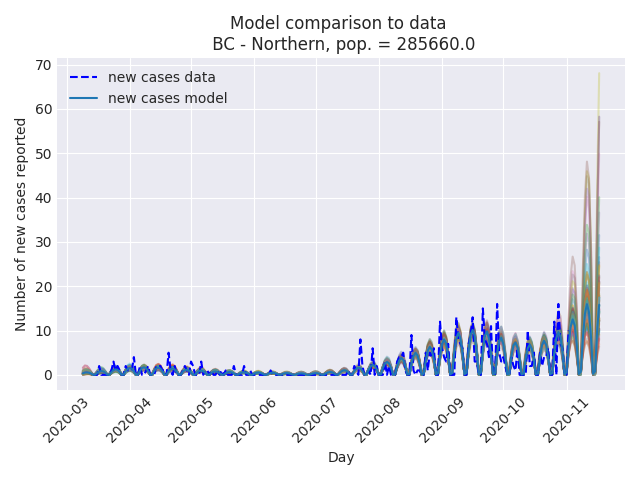 Model comparison to data
BC - Northern, pop. = 285660.0
new cases data
new cases model
Number of new cases reported
70
60
50
40
30
20
10
0
2020-03
2020-04
2020-05
2020-06
2020-07
2020-08
2020-09
2020-10
2020-11
Day